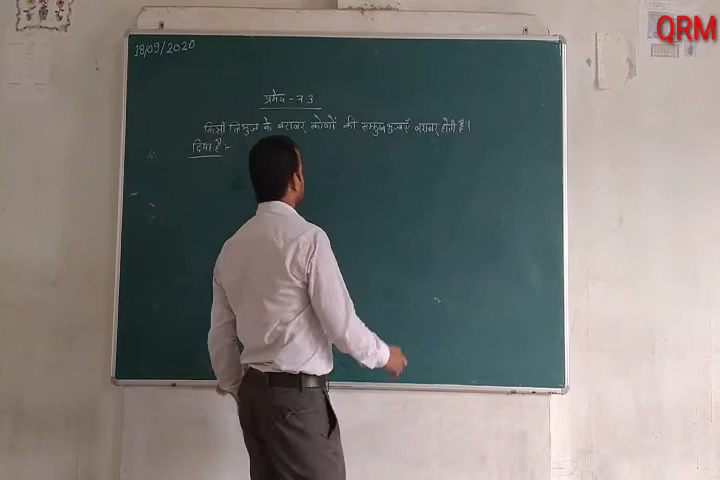 QRM
18/09/2020
प्रमेय - 7.3
किसी त्रिभुज के बराबर कोणों की सम्मुख भुजाएँ बराबर होती हैं।
दिया है :-